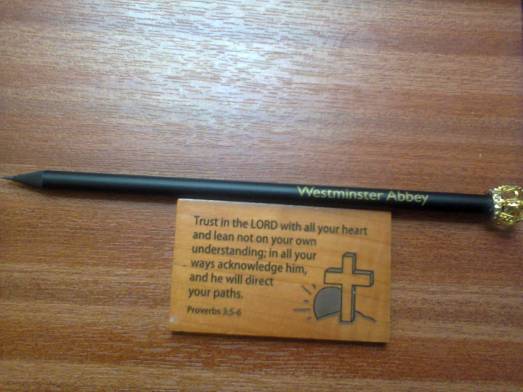 Westminster Abbey
Trust in the LORD with all your heart
and lean not on your own
understanding; in all your
ways acknowledge him,
and he will direct
your paths.
Proverbs 3:5-6